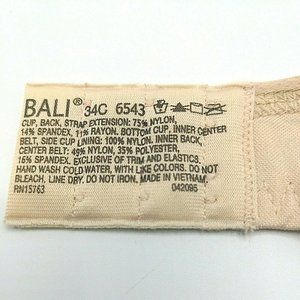 BALI® 34C 6543
CUP, BACK, STRAP EXTENSION: 75% NYLON,
14% SPANDEX, 11% RAYON. BOTTOM CUP, INNER CENTER
BELT, SIDE CUP LINING: 100% NYLON. INNER BACK,
CENTER BELT: 49% NYLON, 35% POLYESTER,
16% SPANDEX. EXCLUSIVE OF TRIM AND ELASTICS.
HAND WASH COLD WATER, WITH LIKE COLORS. DO NOT
BLEACH, LINE DRY. DO NOT IRON. MADE IN VIETNAM.
RN15763 042095